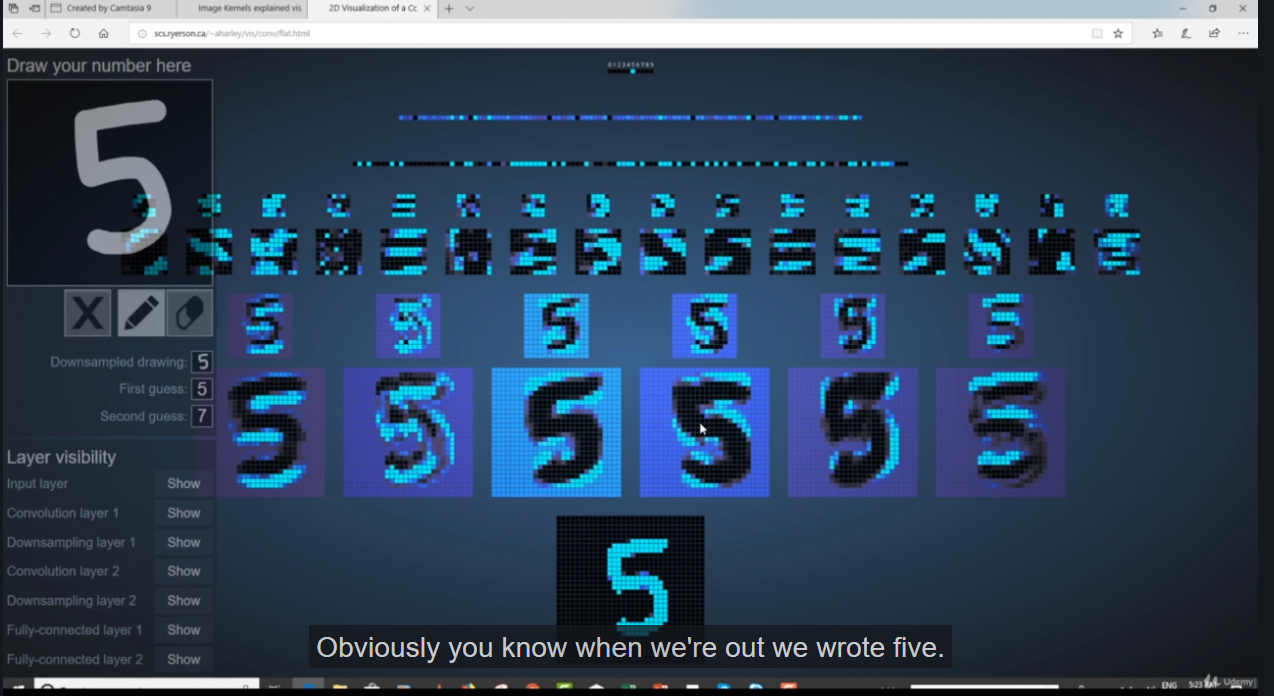 Created by Camtasia 9
Image Kernels explained vis
2D Visualization of a Cc
scs.ryerson.ca/~aharley/vis/conv/flat.html
Draw your number here
0123456789
5
Downsampled drawing: 5
First guess: 5
Second guess: 7
Layer visibility
Input layer Show
Convolution layer 1 Show
Downsampling layer 1 Show
Convolution layer 2 Show
Downsampling layer 2 Show
Fully-connected layer 1 Show
Fully-connected layer 2 Show
5
Obviously you know when we're out we wrote five.
ENG
Udemy